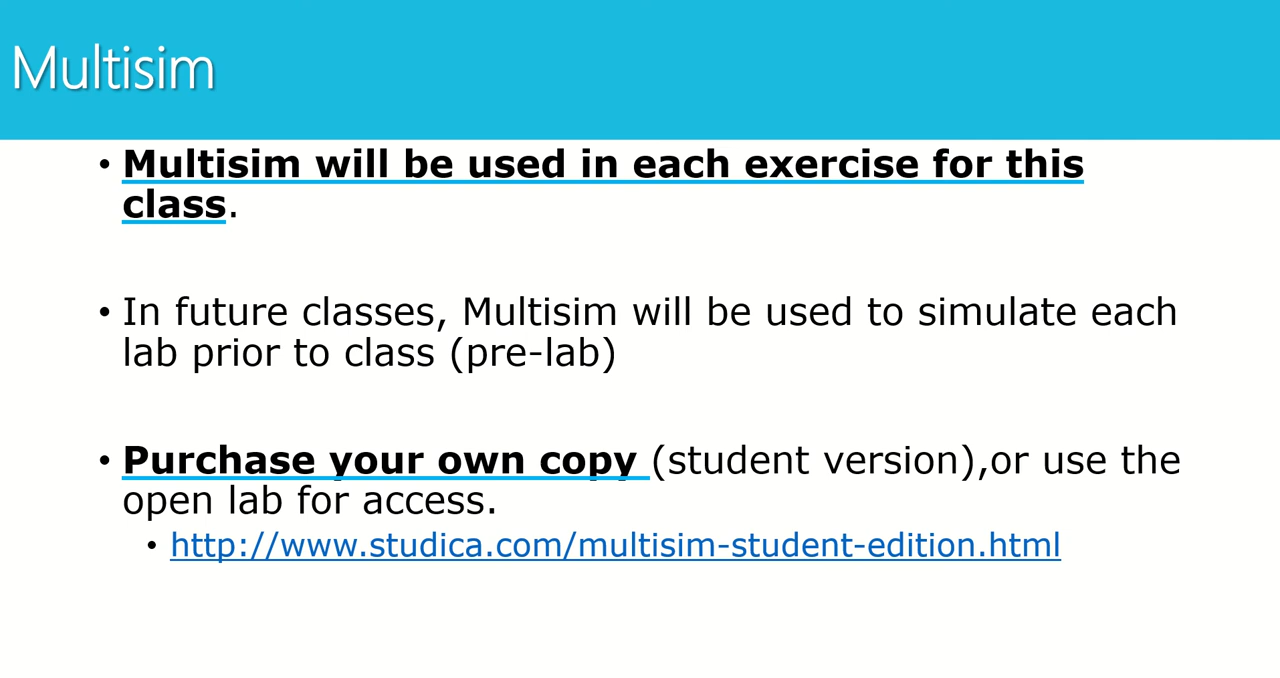 Multisim
• Multisim will be used in each exercise for this
class.
• In future classes, Multisim will be used to simulate each
lab prior to class (pre-lab)
• Purchase your own copy (student version),or use the
open lab for access.
• http://www.studica.com/multisim-student-edition.html